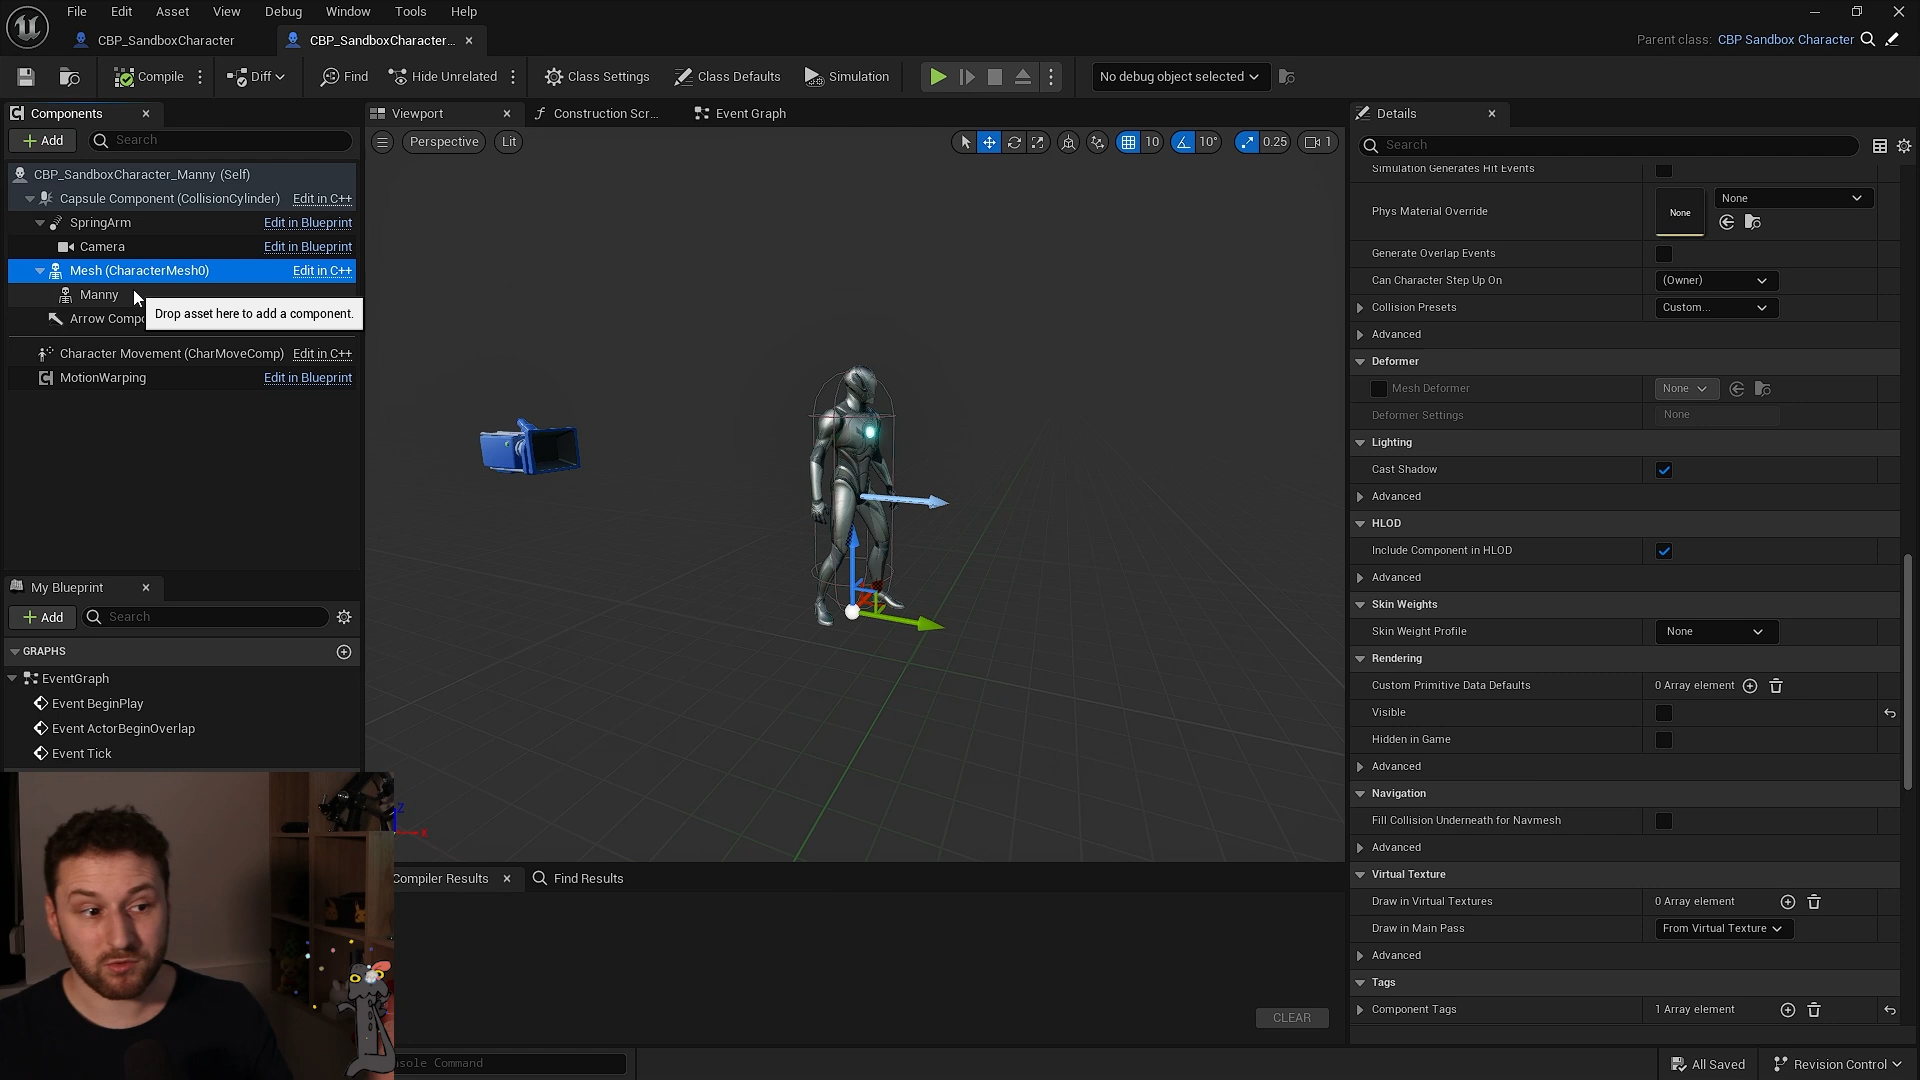 File Edit View Asset Debug Window Tools Help
CBP_SandboxCharacter
CBP_SandboxCharacter...
Parent class: CBP Sandbox Character
Compile
Diff
Find
Hide Unrelated
Class Settings
Class Defaults
Simulation
No debug object selected
Components
Add
Search
CBP_SandboxCharacter_Manny (Self)
Capsule Component (CollisionCylinder) Edit in C++
SpringArm Edit in Blueprint
Camera Edit in Blueprint
Mesh (CharacterMesh0) Edit in C++
Manny
Drop asset here to add a component.
Arrow Compo
Character Movement (CharMoveComp) Edit in C++
MotionWarping Edit in Blueprint
My Blueprint
Add
Search
GRAPHS
EventGraph
Event BeginPlay
Event ActorBeginOverlap
Event Tick
Viewport
Construction Scr...
Event Graph
Perspective
Lit
10
10°
0.25
1
Z
X
Compiler Results
Find Results
CLEAR
nsole Command
Details
Search
Simulation Generates Hit Events
Phys Material Override
None
None
Generate Overlap Events
Can Character Step Up On (Owner)
Collision Presets Custom...
Advanced
Deformer
Mesh Deformer None
Deformer Settings None
Lighting
Cast Shadow
Advanced
HLOD
Include Component in HLOD
Advanced
Skin Weights
Skin Weight Profile None
Rendering
Custom Primitive Data Defaults 0 Array element
Visible
Hidden in Game
Advanced
Navigation
Fill Collision Underneath for Navmesh
Advanced
Virtual Texture
Draw in Virtual Textures 0 Array element
Draw in Main Pass From Virtual Texture
Advanced
Tags
Component Tags 1 Array element
All Saved
Revision Control